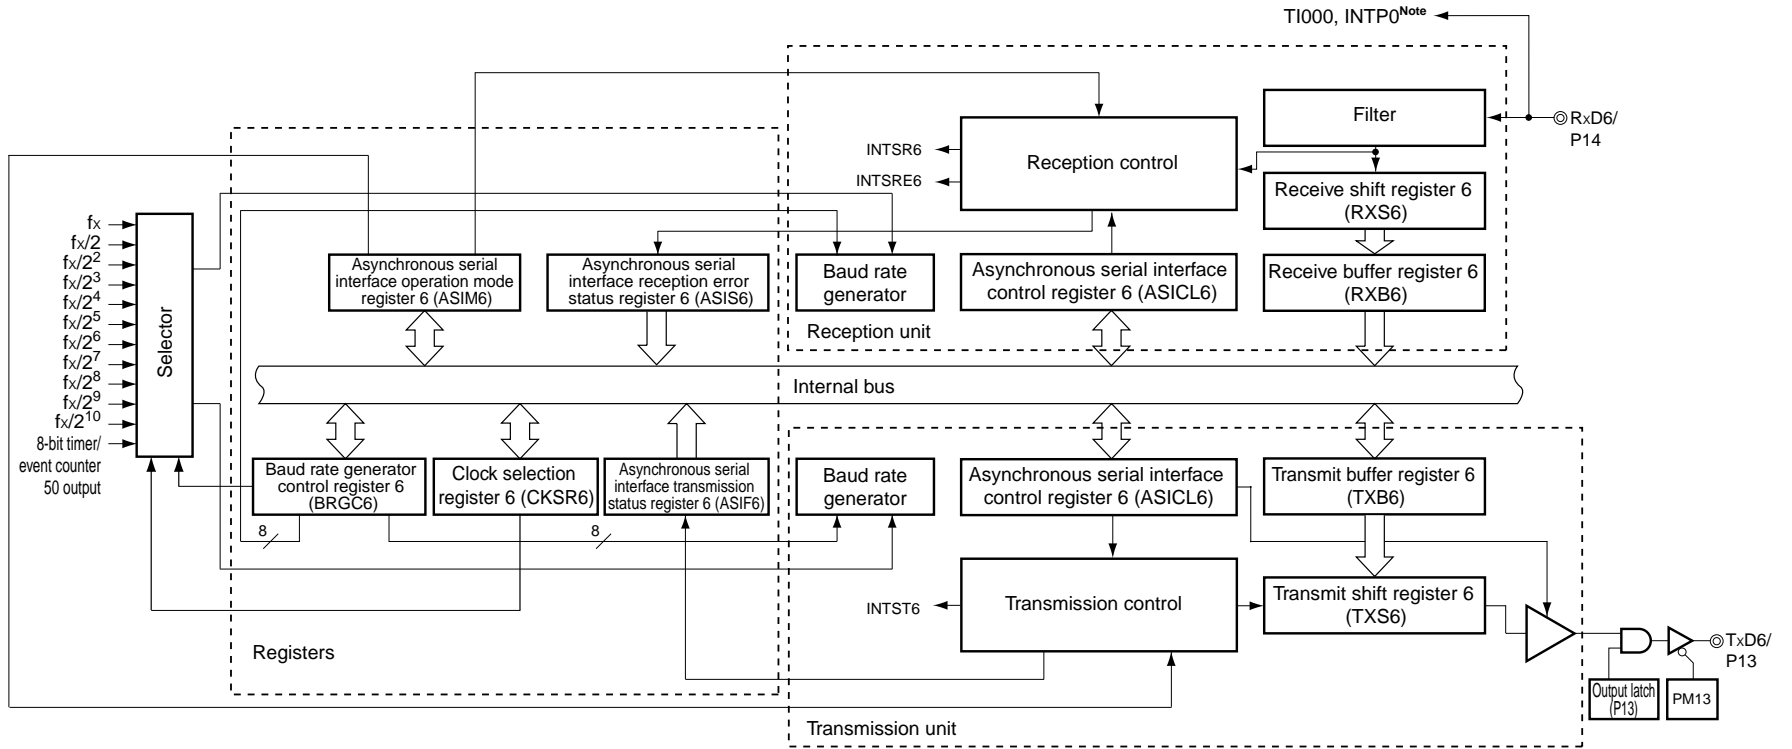 TI000, INTP0Note
Filter
RxD6/
P14
INTSR6
INTSRE6
Reception control
Receive shift register 6
(RXS6)
fX
fX/2
fX/2²
fX/2³
fX/2⁴
fX/2⁵
fX/2⁶
fX/2⁷
fX/2⁸
fX/2⁹
fX/2¹⁰
8-bit timer/
event counter
50 output
Selector
Asynchronous serial
interface operation mode
register 6 (ASIM6)
Asynchronous serial
interface reception error
status register 6 (ASIS6)
Baud rate
generator
Asynchronous serial interface
control register 6 (ASICL6)
Receive buffer register 6
(RXB6)
Reception unit
Internal bus
Baud rate generator
control register 6
(BRGC6)
Clock selection
register 6 (CKSR6)
Asynchronous serial
interface transmission
status register 6 (ASIF6)
Baud rate
generator
Asynchronous serial interface
control register 6 (ASICL6)
Transmit buffer register 6
(TXB6)
8
8
INTST6
Transmission control
Transmit shift register 6
(TXS6)
Registers
TxD6/
P13
Output latch
(P13)
PM13
Transmission unit